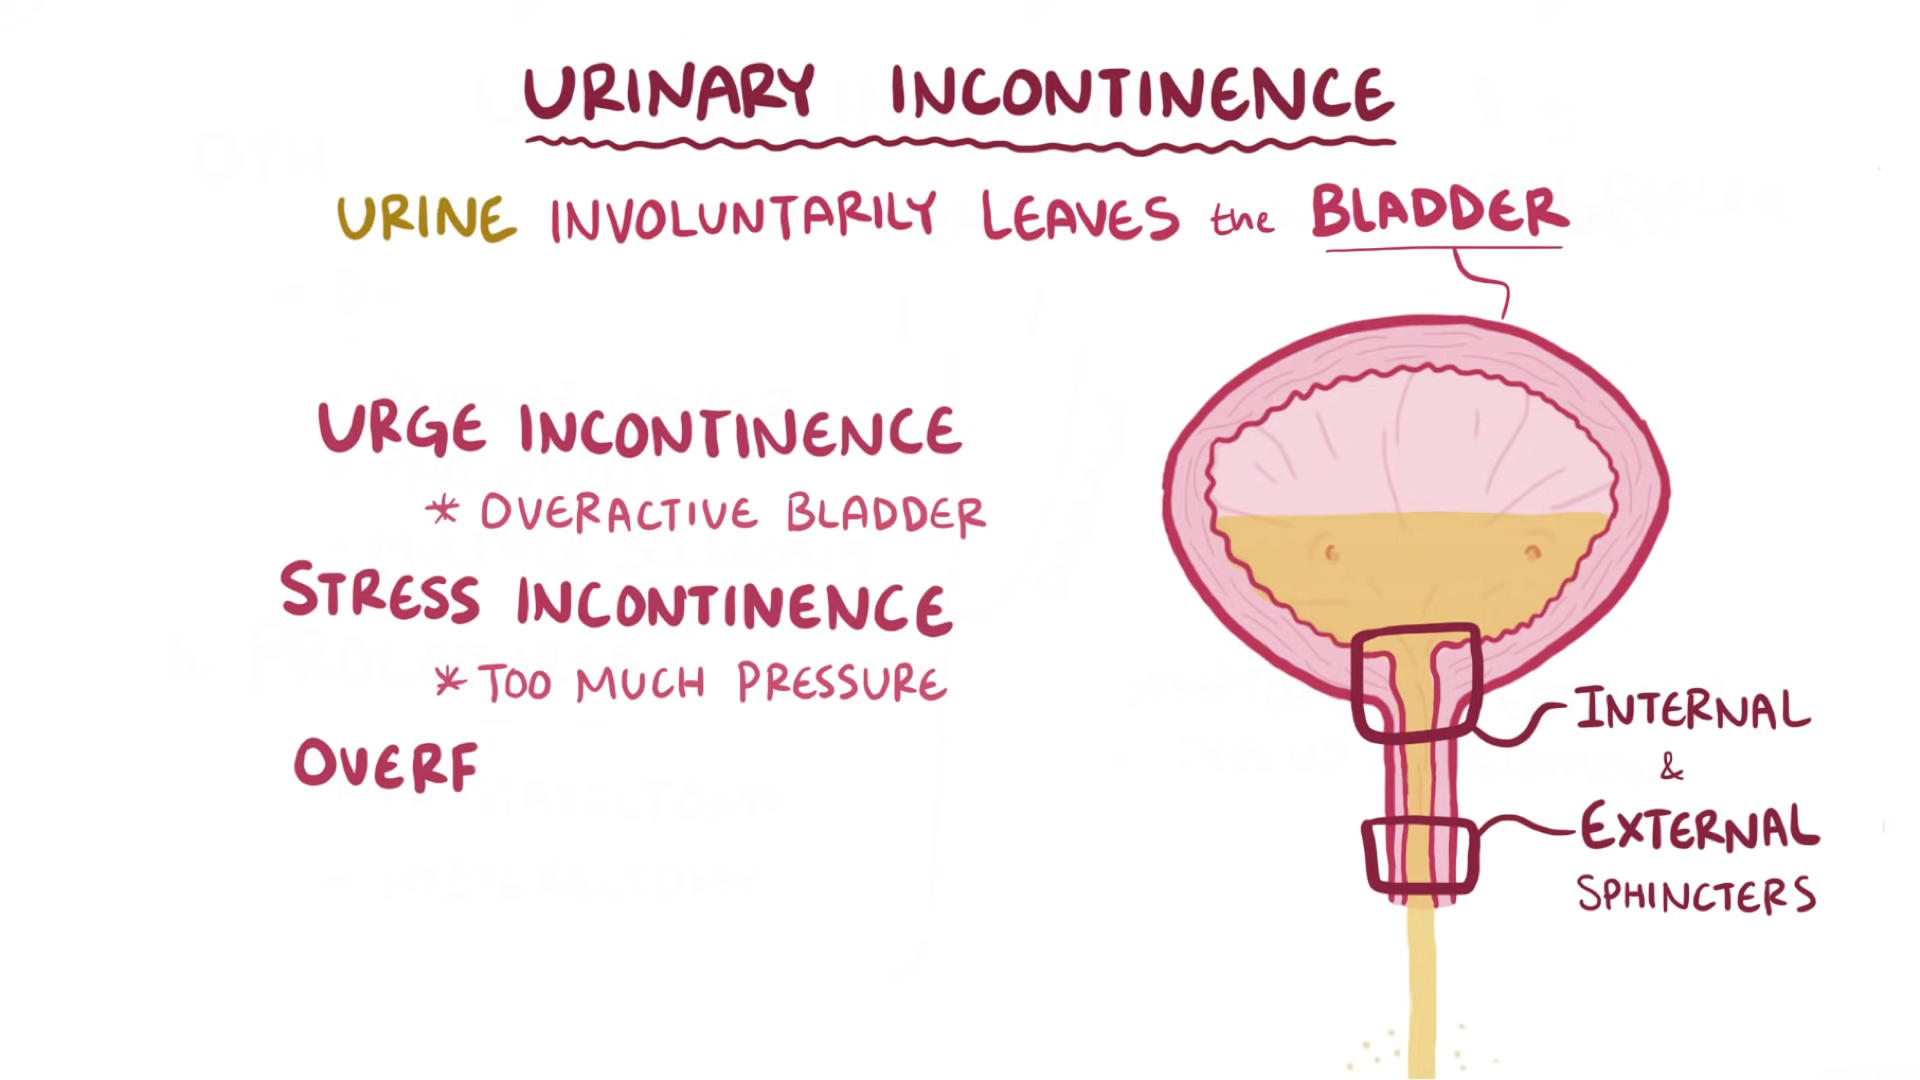 URINARY INCONTINENCE
URINE INVOLUNTARILY LEAVES the BLADDER
URGE INCONTINENCE
* OVERACTIVE BLADDER
STRESS INCONTINENCE
* TOO MUCH PRESSURE
OVERF
INTERNAL
&
EXTERNAL
SPHINCTERS